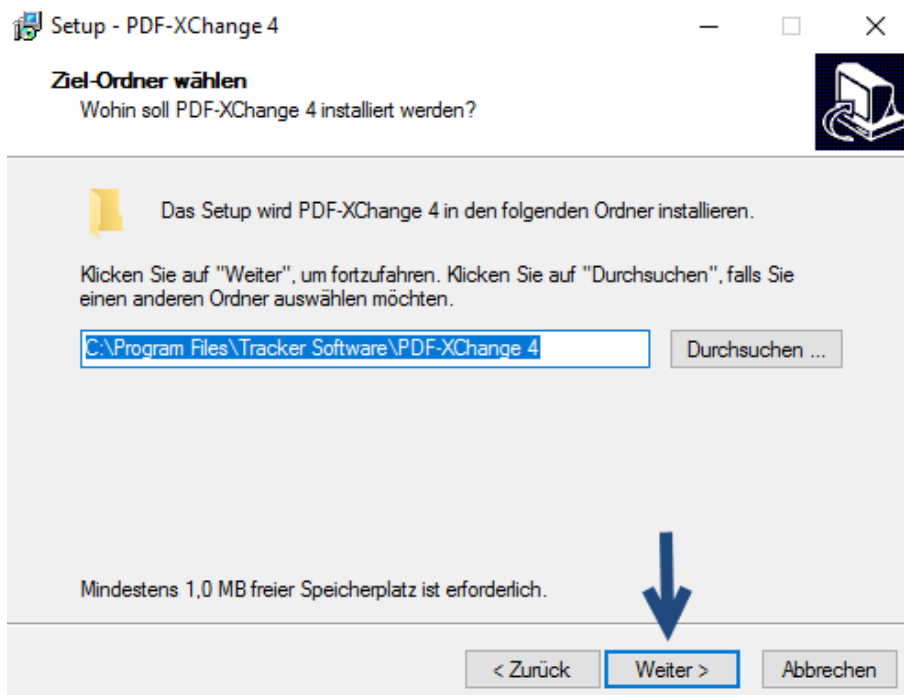 Setup - PDF-XChange 4
Ziel-Ordner wählen
Wohin soll PDF-XChange 4 installiert werden?
Das Setup wird PDF-XChange 4 in den folgenden Ordner installieren.
Klicken Sie auf "Weiter", um fortzufahren. Klicken Sie auf "Durchsuchen", falls Sie
einen anderen Ordner auswählen möchten.
C:\Program Files\Tracker Software\PDF-XChange 4
Durchsuchen ...
Mindestens 1,0 MB freier Speicherplatz ist erforderlich.
< Zurück
Weiter >
Abbrechen